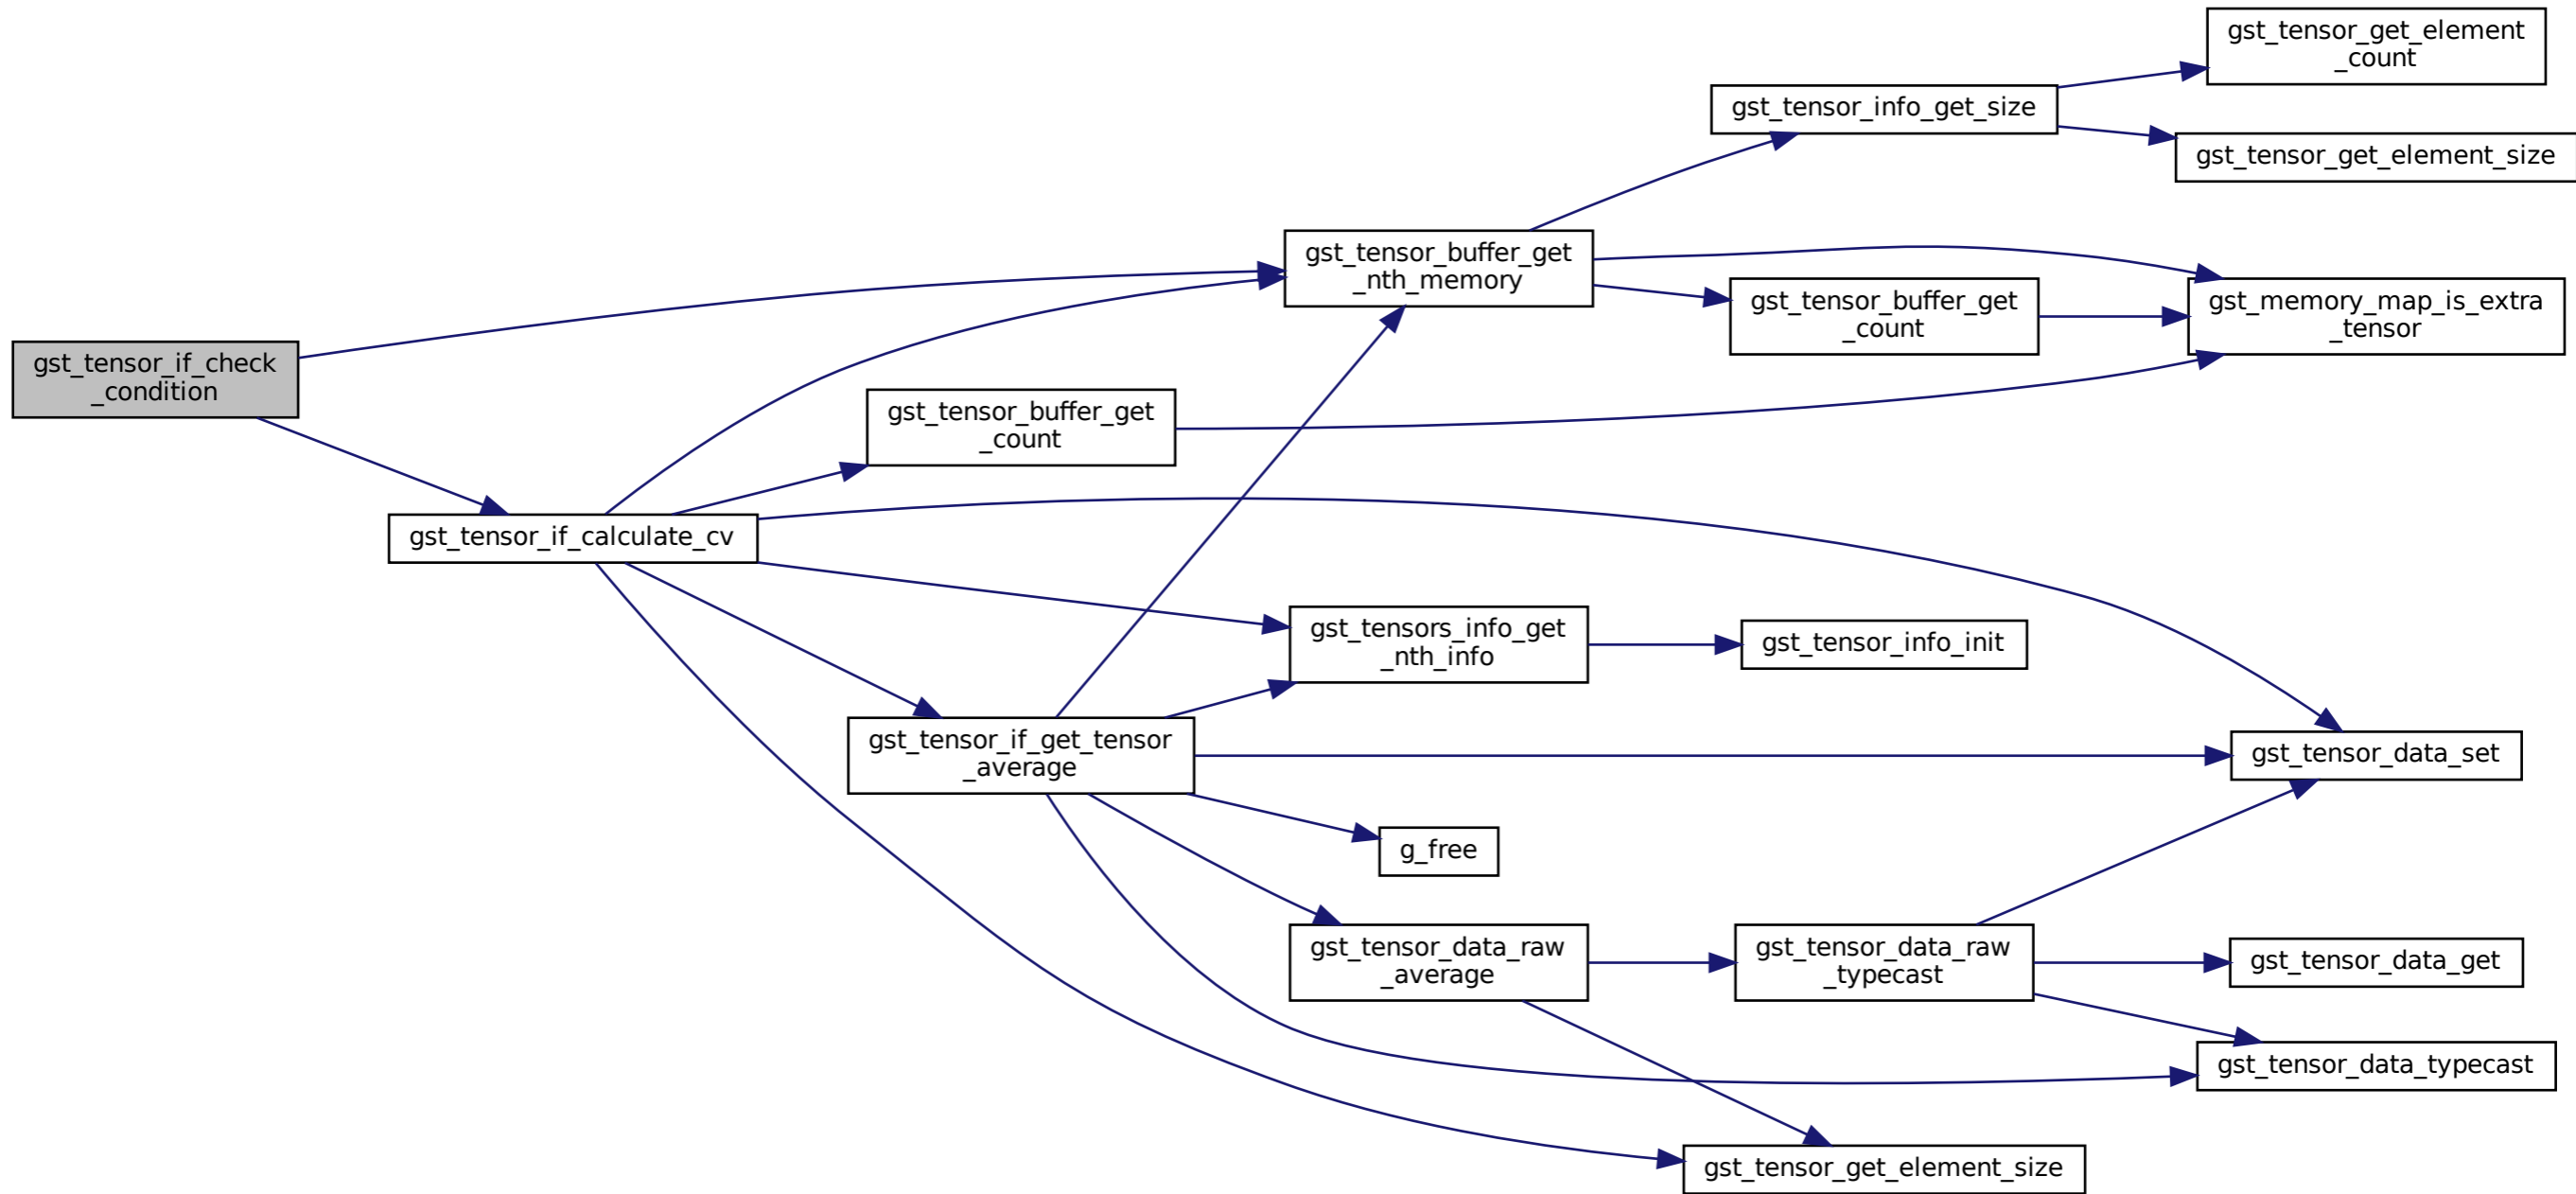 gst_tensor_get_element
_count
gst_tensor_info_get_size
gst_tensor_get_element_size
gst_tensor_buffer_get
_nth_memory
gst_tensor_buffer_get
_count
gst_memory_map_is_extra
_tensor
gst_tensor_if_check
_condition
gst_tensor_buffer_get
_count
gst_tensor_if_calculate_cv
gst_tensors_info_get
_nth_info
gst_tensor_info_init
gst_tensor_if_get_tensor
_average
gst_tensor_data_set
g_free
gst_tensor_data_raw
_average
gst_tensor_data_raw
_typecast
gst_tensor_data_get
gst_tensor_data_typecast
gst_tensor_get_element_size